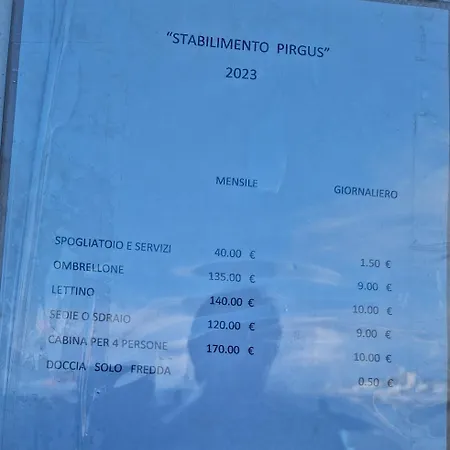 “STABILIMENTO PIRGUS”
2023
MENSILE GIORNALIERO
SPOGLIATOIO E SERVIZI 40.00 € 1.50 €
OMBRELLONE 135.00 € 9.00 €
LETTINO 140.00 € 10.00 €
SEDIE O SDRAIO 120.00 € 9.00 €
CABINA PER 4 PERSONE 170.00 € 10.00 €
DOCCIA SOLO FREDDA 0.50 €